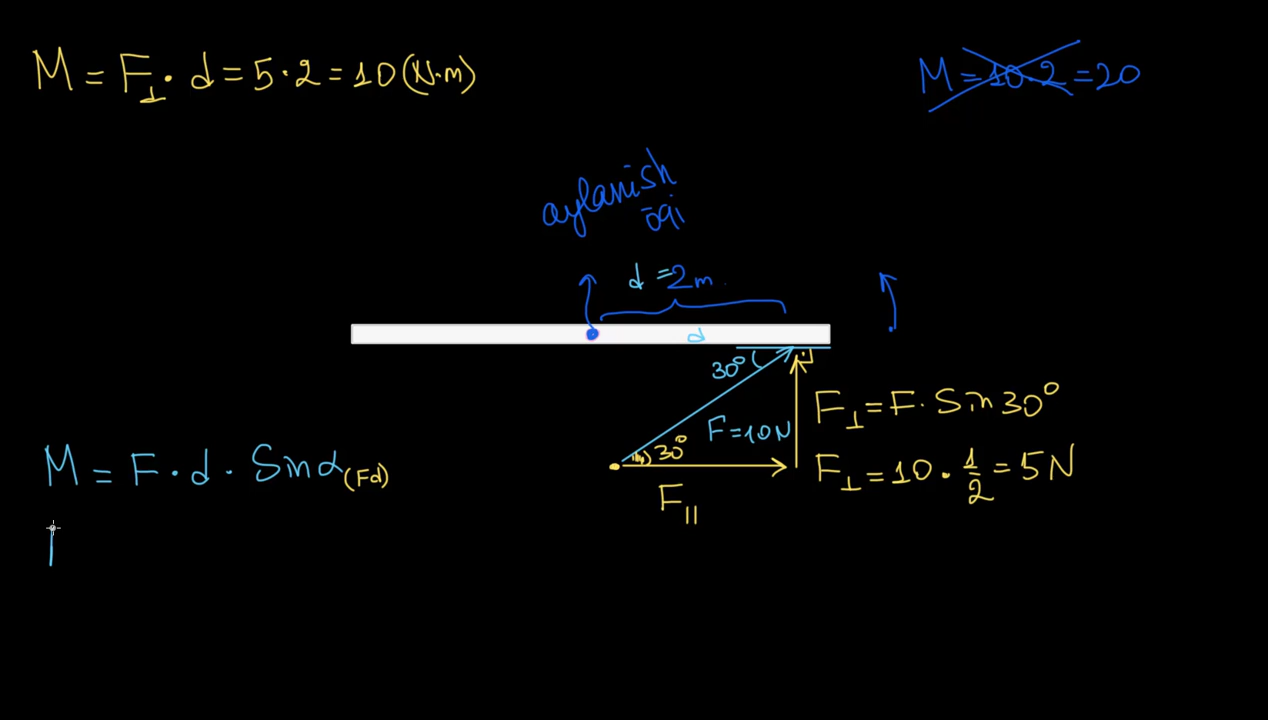 M = F⊥ · d = 5 · 2 = 10 (N·m)
M = 10 · 2 = 20
aylanish
o̅qi
d = 2m
d
30°
F⊥ = F · Sin 30°
F = 10N
30°
M = F · d · Sinα(Fd)
F⊥ = 10 · 1/2 = 5N
F||